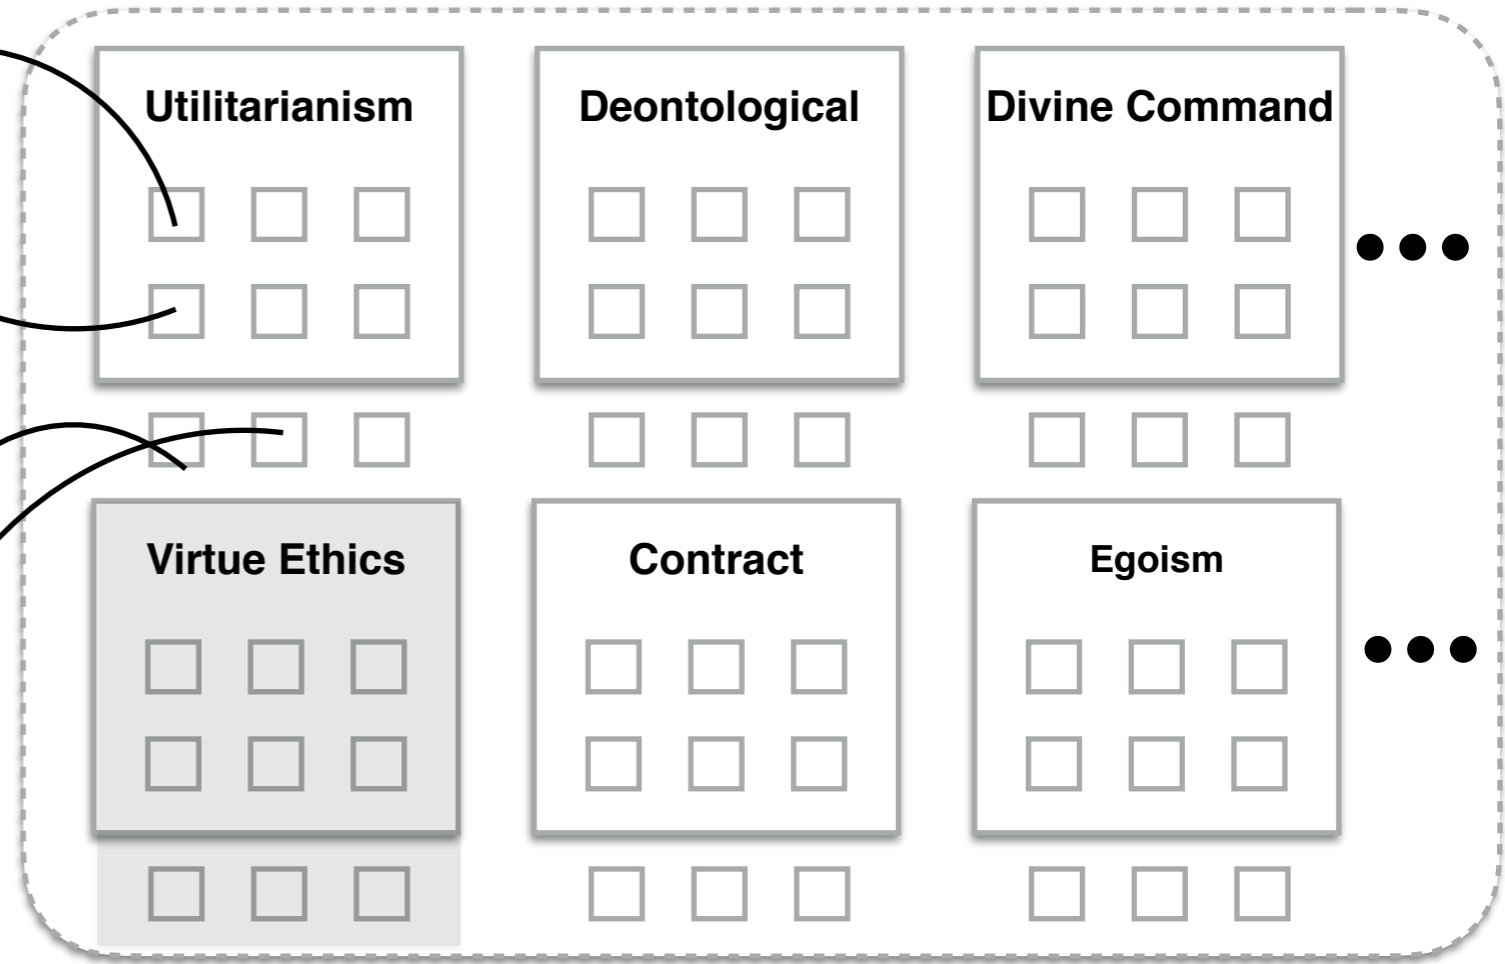 Utilitarianism
Deontological
Divine Command
Virtue Ethics
Contract
Egoism